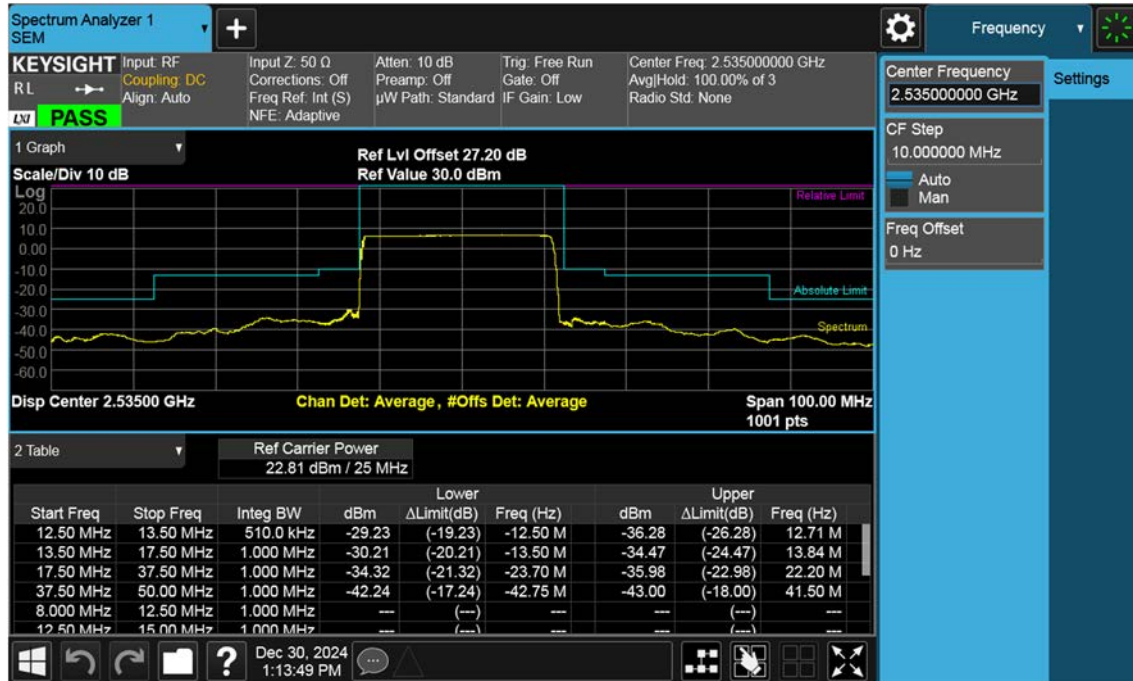 Spectrum Analyzer 1
SEM
+
Frequency
KEYSIGHT
R L
LXI
PASS
Input: RF
Coupling: DC
Align: Auto
Input Z: 50 Ω
Corrections: Off
Freq Ref: Int (S)
NFE: Adaptive
Atten: 10 dB
Preamp: Off
µW Path: Standard
Trig: Free Run
Gate: Off
IF Gain: Low
Center Freq: 2.535000000 GHz
Avg|Hold: 100.00% of 3
Radio Std: None
Center Frequency
2.535000000 GHz
Settings
CF Step
10.000000 MHz
Auto
Man
Freq Offset
0 Hz
1 Graph
Scale/Div 10 dB
Ref Lvl Offset 27.20 dB
Ref Value 30.0 dBm
Log
Relative Limit
20.0
10.0
0.00
-10.0
-20.0
Absolute Limit
-30.0
Spectrum
-40.0
-50.0
-60.0
Disp Center 2.53500 GHz
Chan Det: Average, #Offs Det: Average
Span 100.00 MHz
1001 pts
2 Table
Ref Carrier Power
22.81 dBm / 25 MHz
Lower Upper
Start Freq Stop Freq Integ BW dBm ΔLimit(dB) Freq (Hz) dBm ΔLimit(dB) Freq (Hz)
12.50 MHz 13.50 MHz 510.0 kHz -29.23 (-19.23) -12.50 M -36.28 (-26.28) 12.71 M
13.50 MHz 17.50 MHz 1.000 MHz -30.21 (-20.21) -13.50 M -34.47 (-24.47) 13.84 M
17.50 MHz 37.50 MHz 1.000 MHz -34.32 (-21.32) -23.70 M -35.98 (-22.98) 22.20 M
37.50 MHz 50.00 MHz 1.000 MHz -42.24 (-17.24) -42.75 M -43.00 (-18.00) 41.50 M
8.000 MHz 12.50 MHz 1.000 MHz --- (---) --- --- (---) ---
12.50 MHz 15.00 MHz 1.000 MHz --- (---) --- --- (---) ---
?
Dec 30, 2024
1:13:49 PM